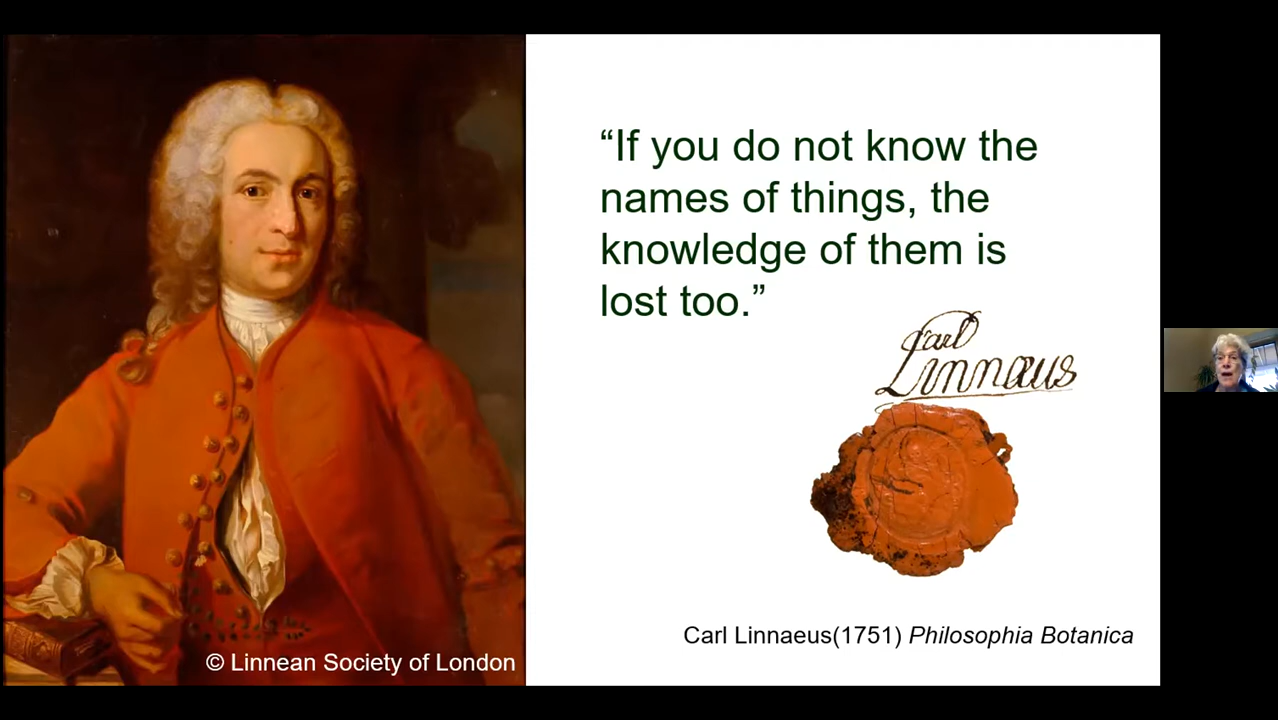 “If you do not know the
names of things, the
knowledge of them is
lost too.”
Carl
Linnæus
Carl Linnaeus(1751) Philosophia Botanica
© Linnean Society of London